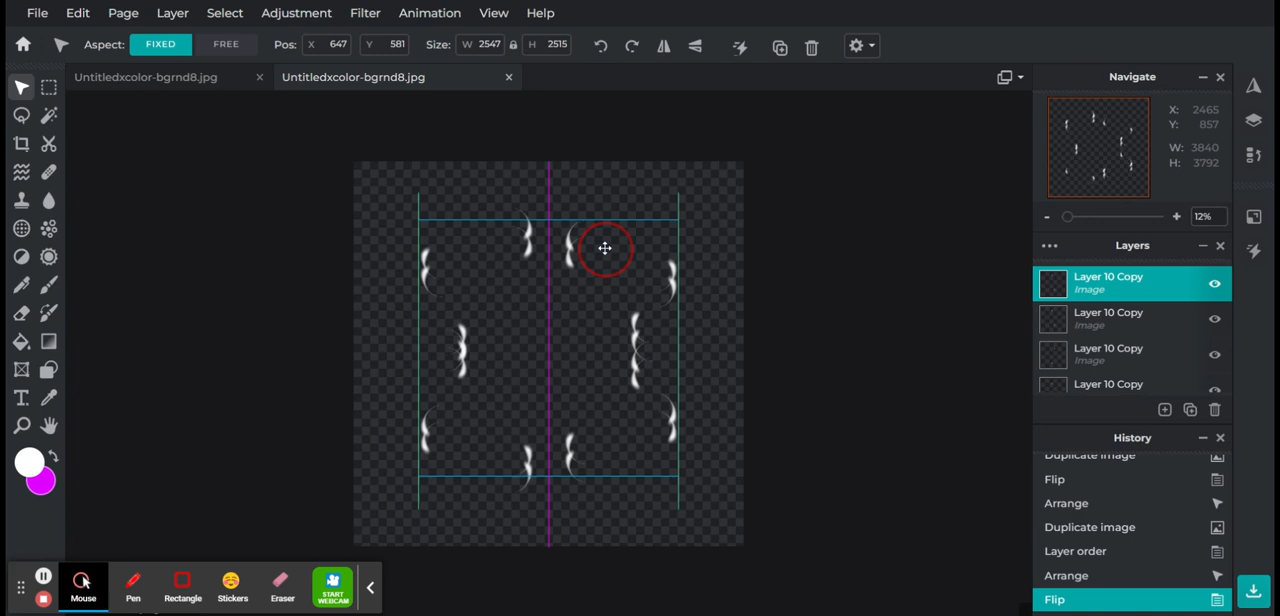 File Edit Page Layer Select Adjustment Filter Animation View Help
Aspect: FIXED FREE Pos: X 647 Y 581 Size: W 2547 H 2515
Untitledxcolor-bgrnd8.jpg Untitledxcolor-bgrnd8.jpg
Navigate
X: 2465
Y: 857
W: 3840
H: 3792
12%
Layers
Layer 10 Copy
Image
Layer 10 Copy
Image
Layer 10 Copy
Image
Layer 10 Copy
History
Duplicate image
Flip
Arrange
Duplicate image
Layer order
Arrange
Flip
Mouse Pen Rectangle Stickers Eraser START
WEBCAM